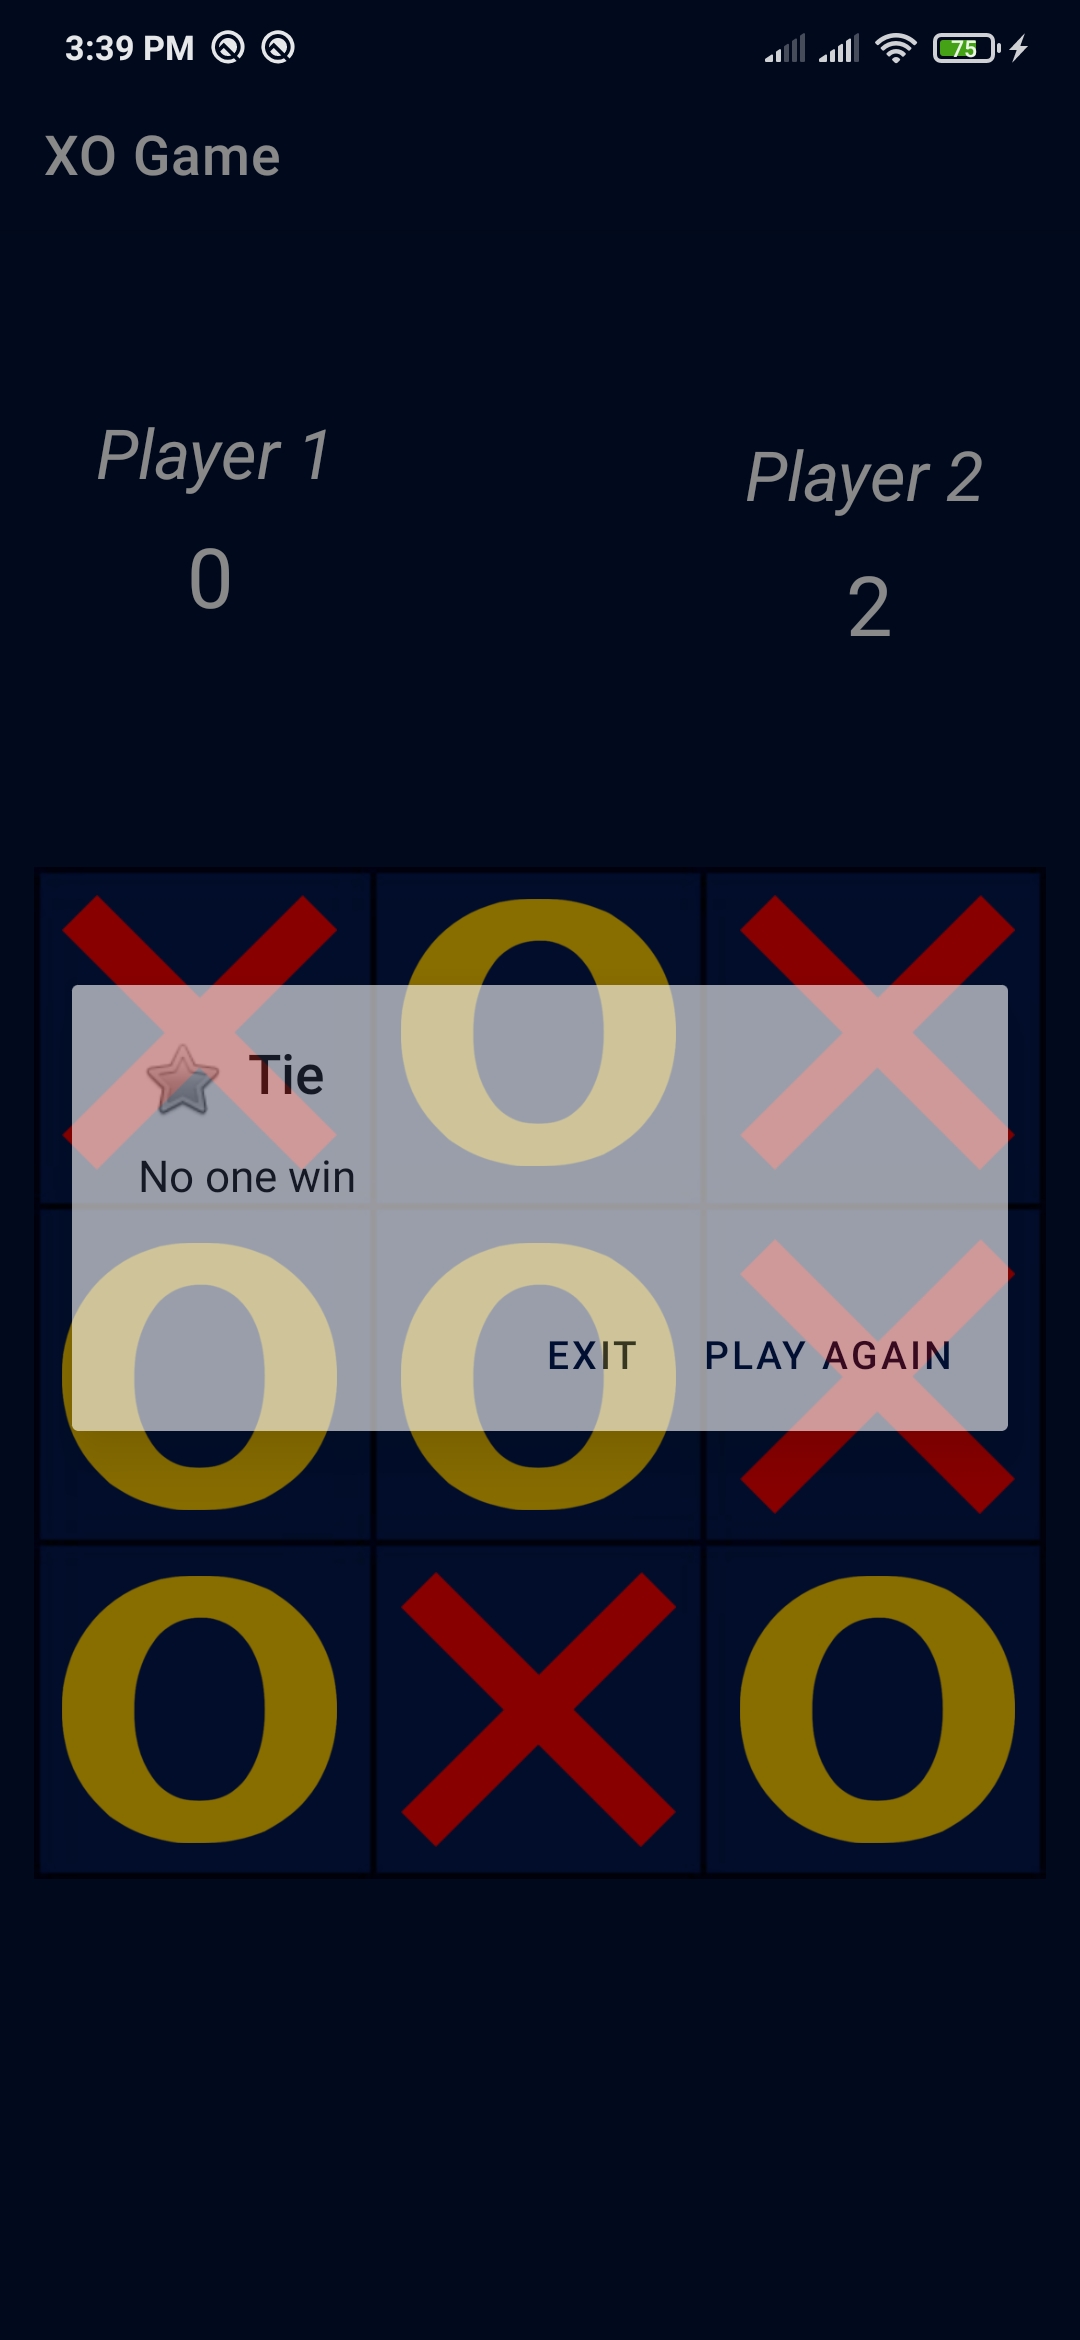 3:39 PM 75
XO Game
Player 1
Player 2
0
2
X O X
Tie
No one win
O O X
EXIT PLAY AGAIN
O X O